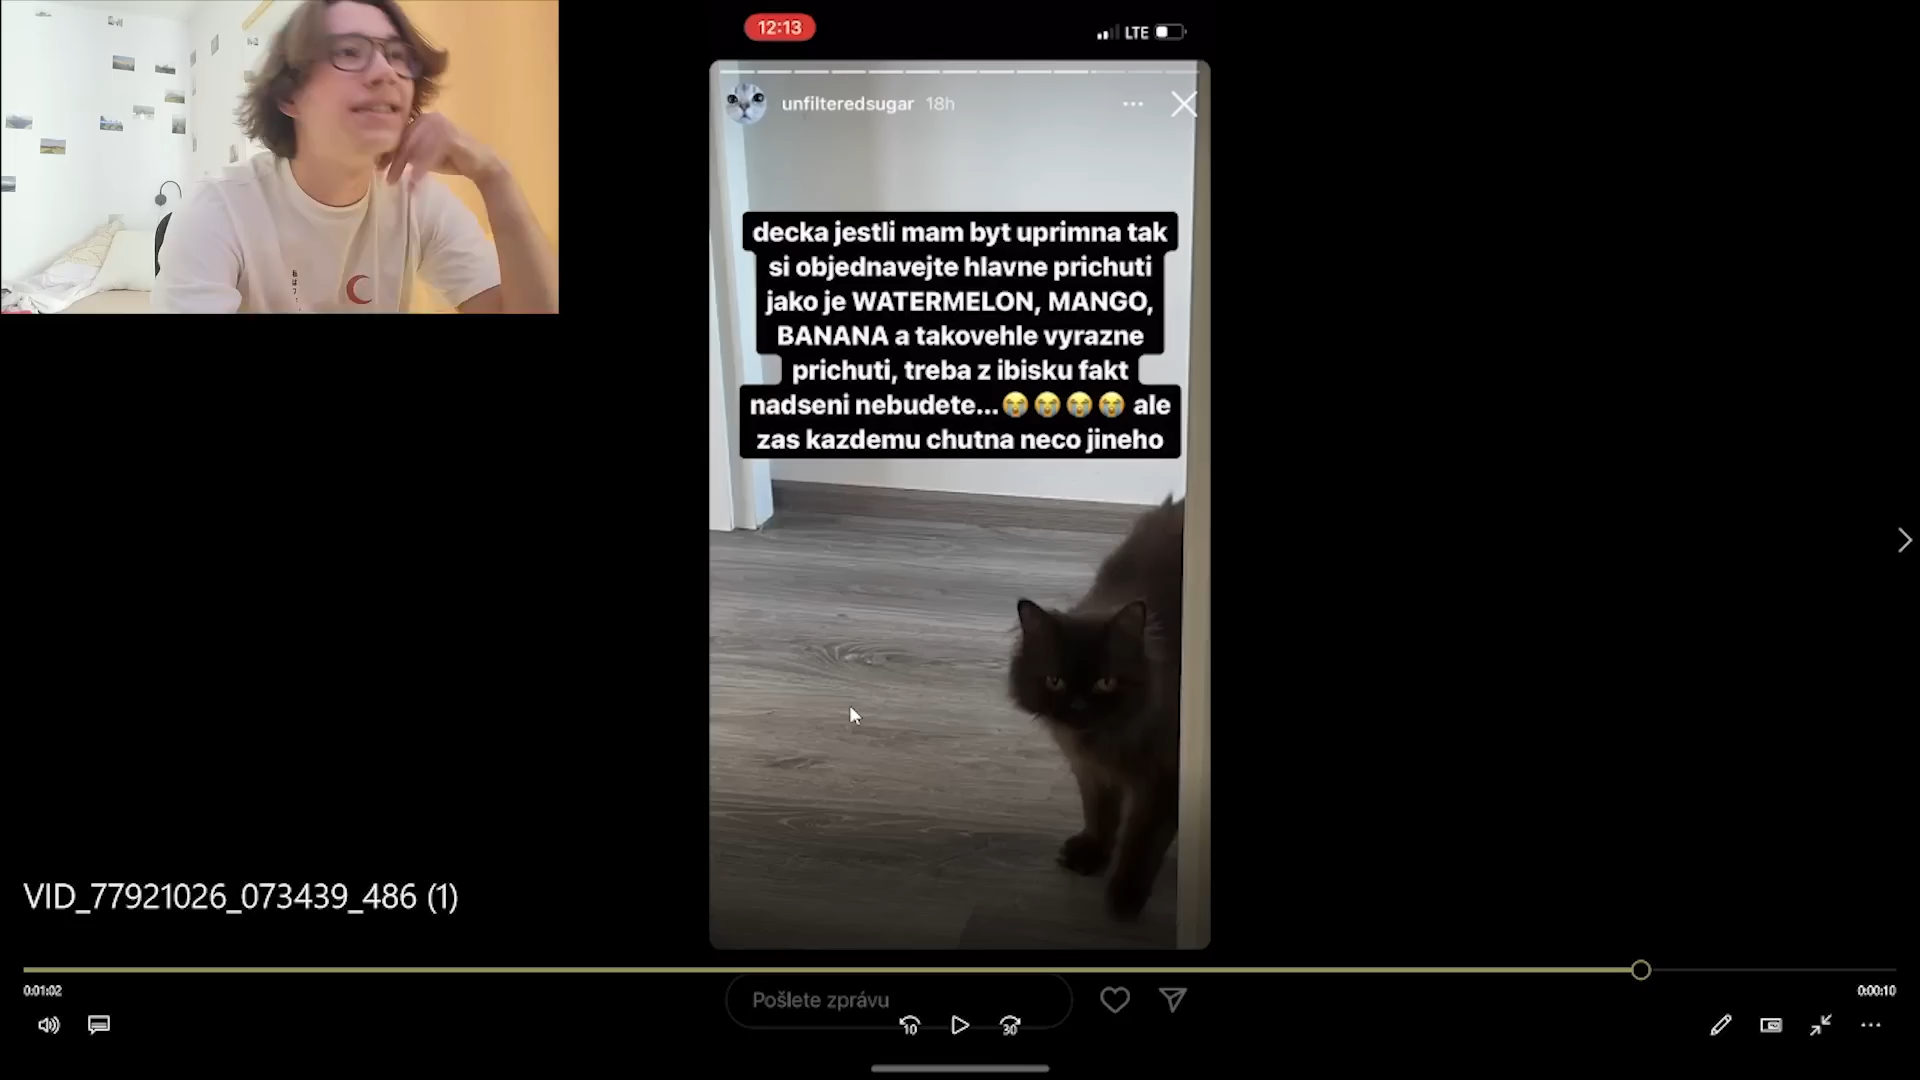 12:13
LTE
unfilteredsugar 18h
decka jestli mam byt uprimna tak
si objednavejte hlavne prichuti
jako je WATERMELON, MANGO,
BANANA a takovehle vyrazne
prichuti, treba z ibisku fakt
nadseni nebudete...😭😭😭😭 ale
zas kazdemu chutna neco jineho
VID_77921026_073439_486 (1)
0:01:02
0:00:10
Pošlete zprávu
10
30